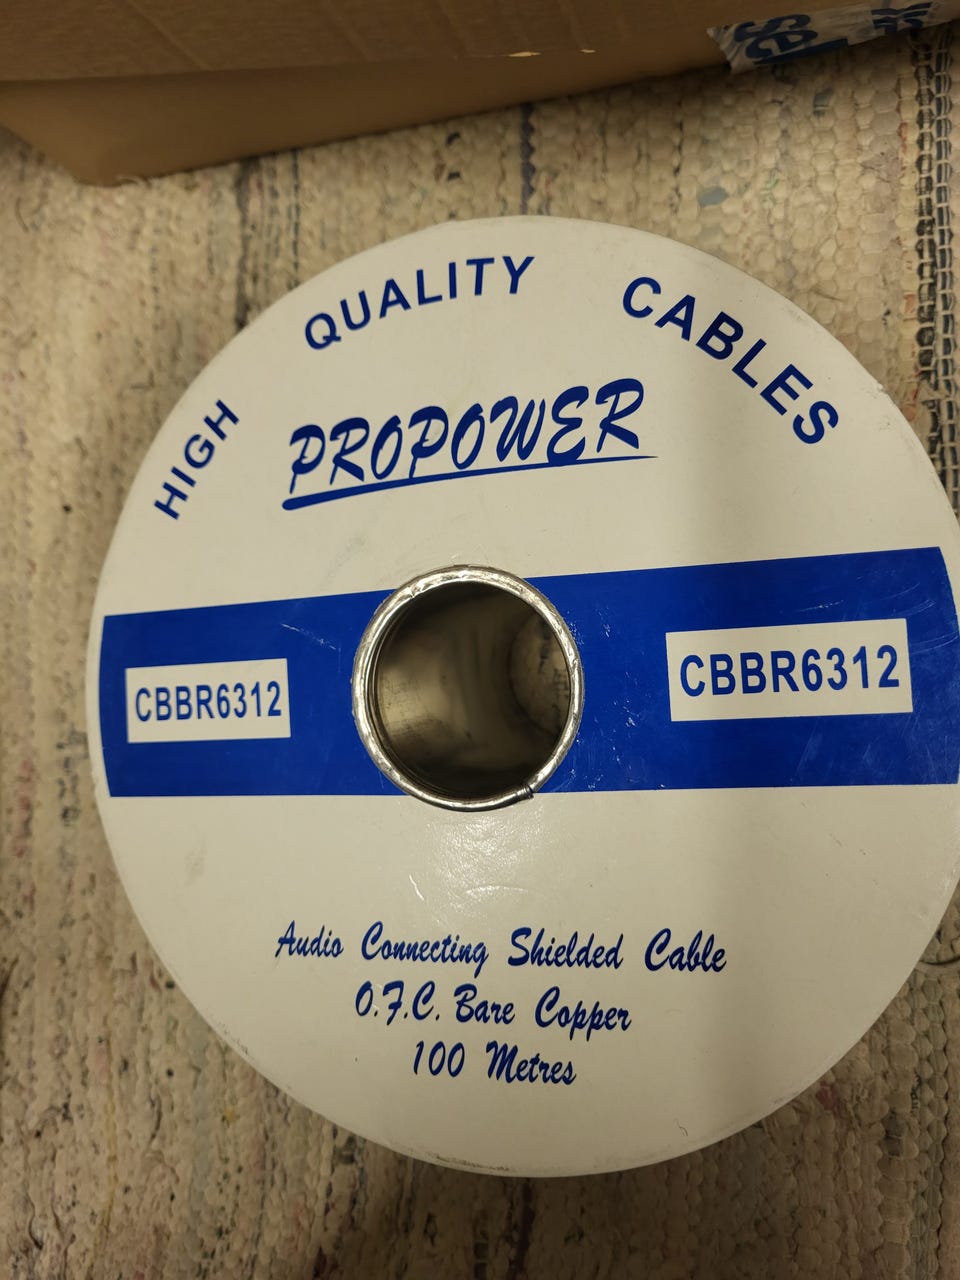 HIGH QUALITY CABLES
PROPOWER
CBBR6312
CBBR6312
Audio Connecting Shielded Cable
O.F.C. Bare Copper
100 Metres